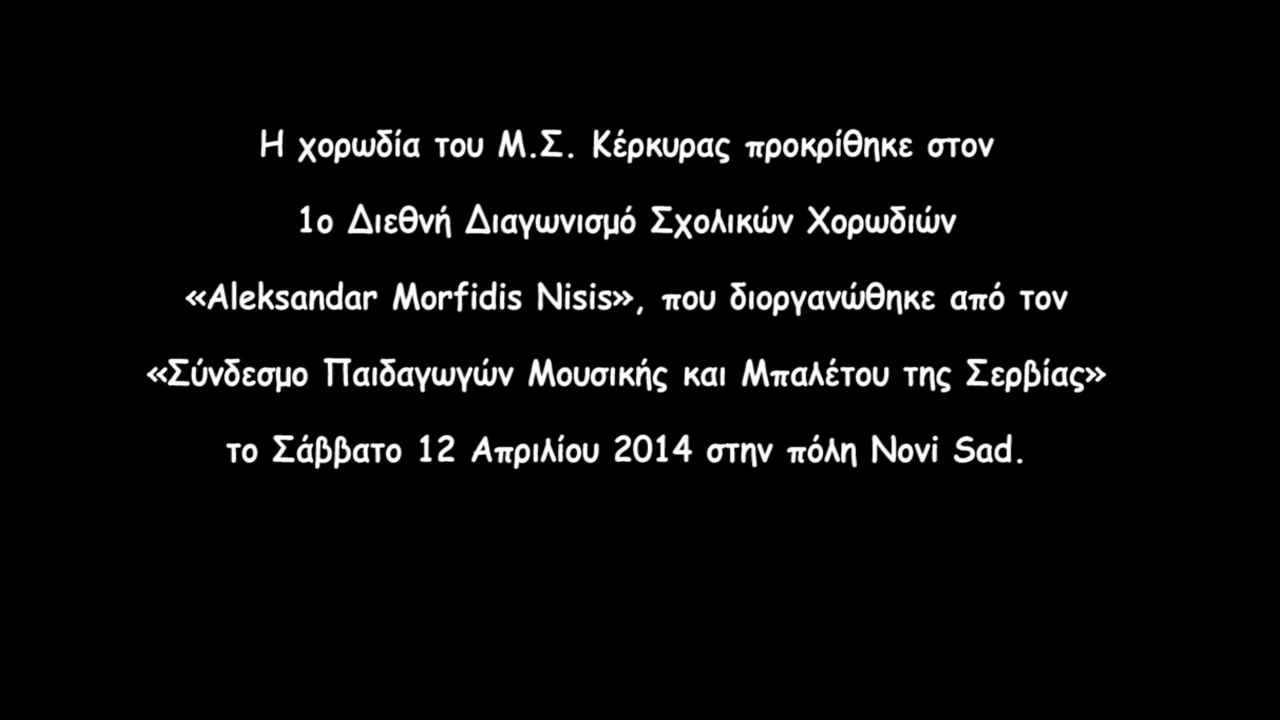 Η χορωδία του Μ.Σ. Κέρκυρας προκρίθηκε στον
1ο Διεθνή Διαγωνισμό Σχολικών Χορωδιών
«Aleksandar Morfidis Nisis», που διοργανώθηκε από τον
«Σύνδεσμο Παιδαγωγών Μουσικής και Μπαλέτου της Σερβίας»
το Σάββατο 12 Απριλίου 2014 στην πόλη Novi Sad.